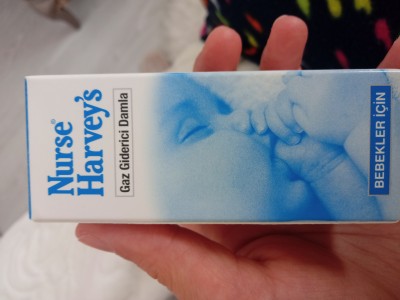 Nurse®
Harvey's
Gaz Giderici Damla
BEBEKLER İÇİN